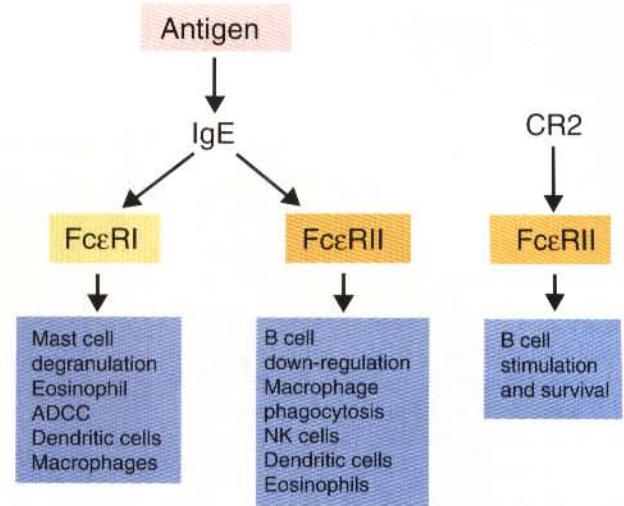 Antigen
IgE
CR2
FcεRI
FcεRII
FcεRII
Mast cell
degranulation
Eosinophil
ADCC
Dendritic cells
Macrophages
B cell
down-regulation
Macrophage
phagocytosis
NK cells
Dendritic cells
Eosinophils
B cell
stimulation
and survival